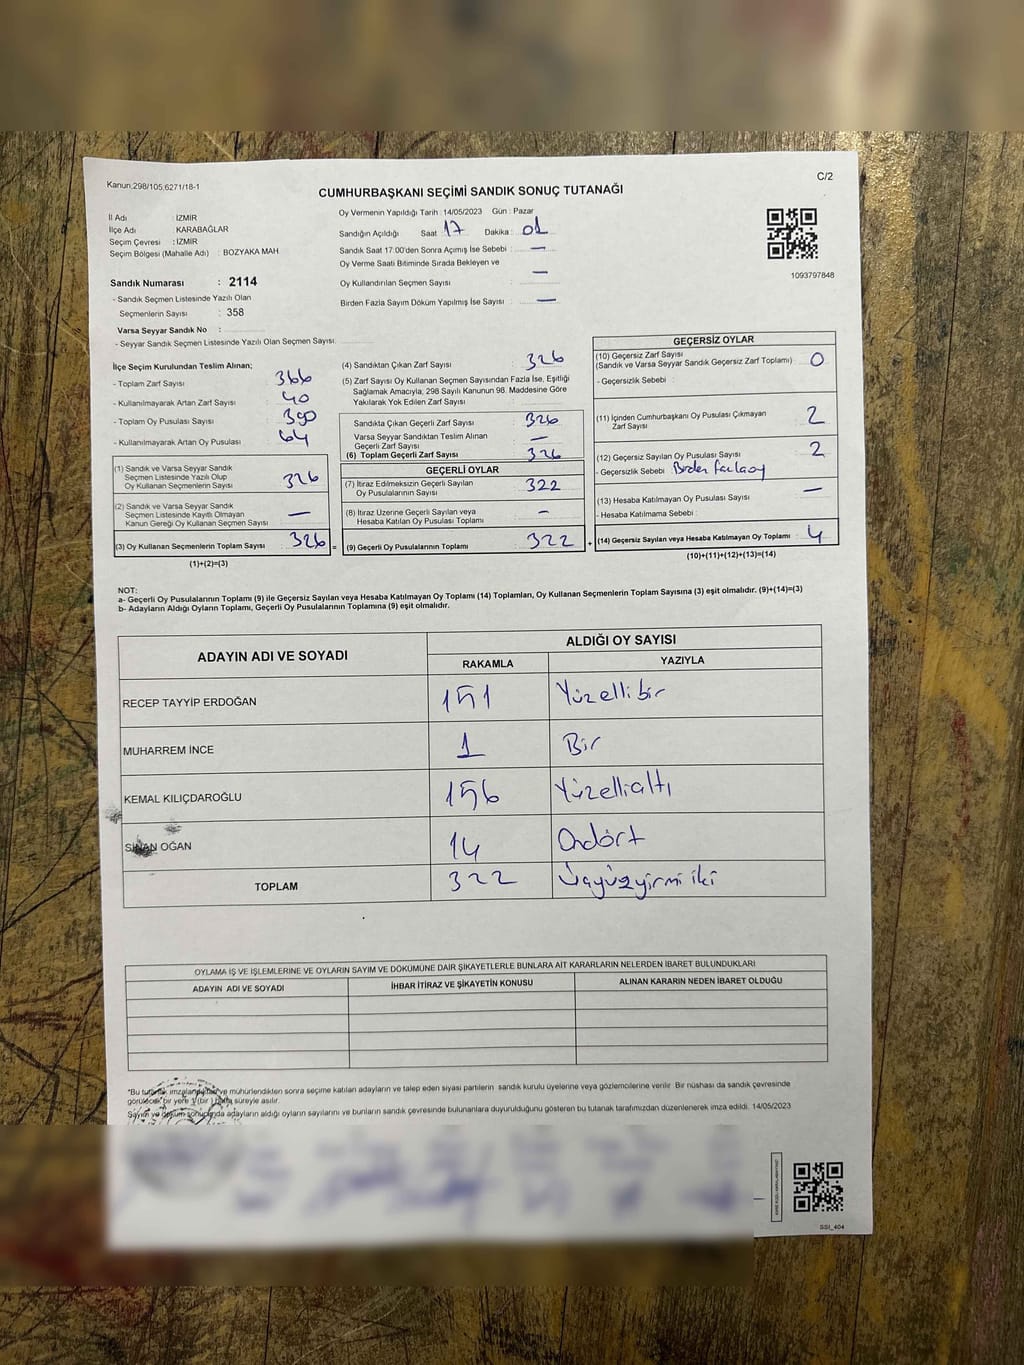 Kanun:298/105,6271/18-1
C/2
CUMHURBAŞKANI SEÇİMİ SANDIK SONUÇ TUTANAĞI
İl Adı : İZMİR
İlçe Adı : KARABAĞLAR
Seçim Çevresi : İZMİR
Seçim Bölgesi (Mahalle Adı) : BOZYAKA MAH
Oy Vermenin Yapıldığı Tarih : 14/05/2023 Gün : Pazar
Sandığın Açıldığı Saat 17 Dakika : 01
Sandık Saat 17:00'den Sonra Açımış İse Sebebi : —
Oy Verme Saati Bitiminde Sırada Bekleyen ve
Oy Kullandırılan Seçmen Sayısı : —
Birden Fazla Sayım Döküm Yapılmış İse Sayısı : —
1093797848
Sandık Numarası : 2114
- Sandık Seçmen Listesinde Yazılı Olan
Seçmenlerin Sayısı : 358
Varsa Seyyar Sandık No :
- Seyyar Sandık Seçmen Listesinde Yazılı Olan Seçmen Sayısı:
İlçe Seçim Kurulundan Teslim Alınan;
- Toplam Zarf Sayısı : 366
- Kullanılmayarak Artan Zarf Sayısı : 40
- Toplam Oy Pusulası Sayısı : 390
- Kullanılmayarak Artan Oy Pusulası : 64
(1) Sandık ve Varsa Seyyar Sandık
Seçmen Listesinde Yazılı Olup
Oy Kullanan Seçmenlerin Sayısı : 326
(2) Sandık ve Varsa Seyyar Sandık
Seçmen Listesinde Kayıtlı Olmayan
Kanun Gereği Oy Kullanan Seçmen Sayısı : —
(3) Oy Kullanan Seçmenlerin Toplam Sayısı : 326 =
(1)+(2)=(3)
(4) Sandıktan Çıkan Zarf Sayısı : 326
(5) Zarf Sayısı Oy Kullanan Seçmen Sayısından Fazla İse, Eşitliği
Sağlamak Amacıyla; 298 Sayılı Kanunun 98. Maddesine Göre
Yakılarak Yok Edilen Zarf Sayısı :
Sandıkta Çıkan Geçerli Zarf Sayısı : 326
Varsa Seyyar Sandıktan Teslim Alınan
Geçerli Zarf Sayısı : —
(6) Toplam Geçerli Zarf Sayısı : 326
GEÇERLİ OYLAR
(7) İtiraz Edilmeksizin Geçerli Sayılan
Oy Pusulalarının Sayısı : 322
(8) İtiraz Üzerine Geçerli Sayılan veya
Hesaba Katılan Oy Pusulası Toplamı : —
(9) Geçerli Oy Pusulalarının Toplamı : 322 +
GEÇERSİZ OYLAR
(10) Geçersiz Zarf Sayısı
(Sandık ve Varsa Seyyar Sandık Geçersiz Zarf Toplamı) : 0
- Geçersizlik Sebebi :
(11) İçinden Cumhurbaşkanı Oy Pusulası Çıkmayan
Zarf Sayısı : 2
(12) Geçersiz Sayılan Oy Pusulası Sayısı : 2
- Geçersizlik Sebebi : Birden fazla oy
(13) Hesaba Katılmayan Oy Pusulası Sayısı : —
- Hesaba Katılmama Sebebi :
(14) Geçersiz Sayılan veya Hesaba Katılmayan Oy Toplamı : 4
(10)+(11)+(12)+(13)=(14)
NOT:
a- Geçerli Oy Pusulalarının Toplamı (9) ile Geçersiz Sayılan veya Hesaba Katılmayan Oy Toplamı (14) Toplamları, Oy Kullanan Seçmenlerin Toplam Sayısına (3) eşit olmalıdır. (9)+(14)=(3)
b- Adayların Aldığı Oyların Toplamı, Geçerli Oy Pusulalarının Toplamına (9) eşit olmalıdır.
ADAYIN ADI VE SOYADI
ALDIĞI OY SAYISI
RAKAMLA YAZIYLA
RECEP TAYYİP ERDOĞAN 151 Yüzellibir
MUHARREM İNCE 1 Bir
KEMAL KILIÇDAROĞLU 156 Yüzellialtı
SİNAN OĞAN 14 Ondört
TOPLAM 322 Üçyüzyirmiiki
OYLAMA İŞ VE İŞLEMLERİNE VE OYLARIN SAYIM VE DÖKÜMÜNE DAİR ŞİKAYETLERLE BUNLARA AİT KARARLARIN NELERDEN İBARET BULUNDUKLARI
ADAYIN ADI VE SOYADI İHBAR İTİRAZ VE ŞİKAYETİN KONUSU ALINAN KARARIN NEDEN İBARET OLDUĞU
*Bu tutanak imzalandıktan ve mühürlendikten sonra seçime katılan adayların ve talep eden siyasi partilerin sandık kurulu üyelerine veya gözlemcilerine verilir. Bir nüshası da sandık çevresinde
görülecek bir yere 1 (bir) hafta süreyle asılır.
Sayım ve döküm sonucunda adayların aldığı oyların sayılarını ve bunların sandık çevresinde bulunanlara duyurulduğunu gösteren bu tutanak tarafımızdan düzenlenerek imza edildi. 14/05/2023
SSI_404